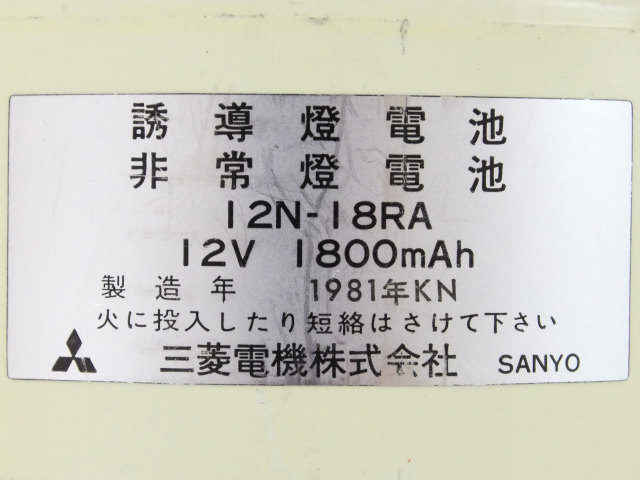 誘導燈電池
非常燈電池
12N-18RA
12V 1800mAh
製造年 1981年KN
火に投入したり短絡はさけて下さい
三菱電機株式会社 SANYO